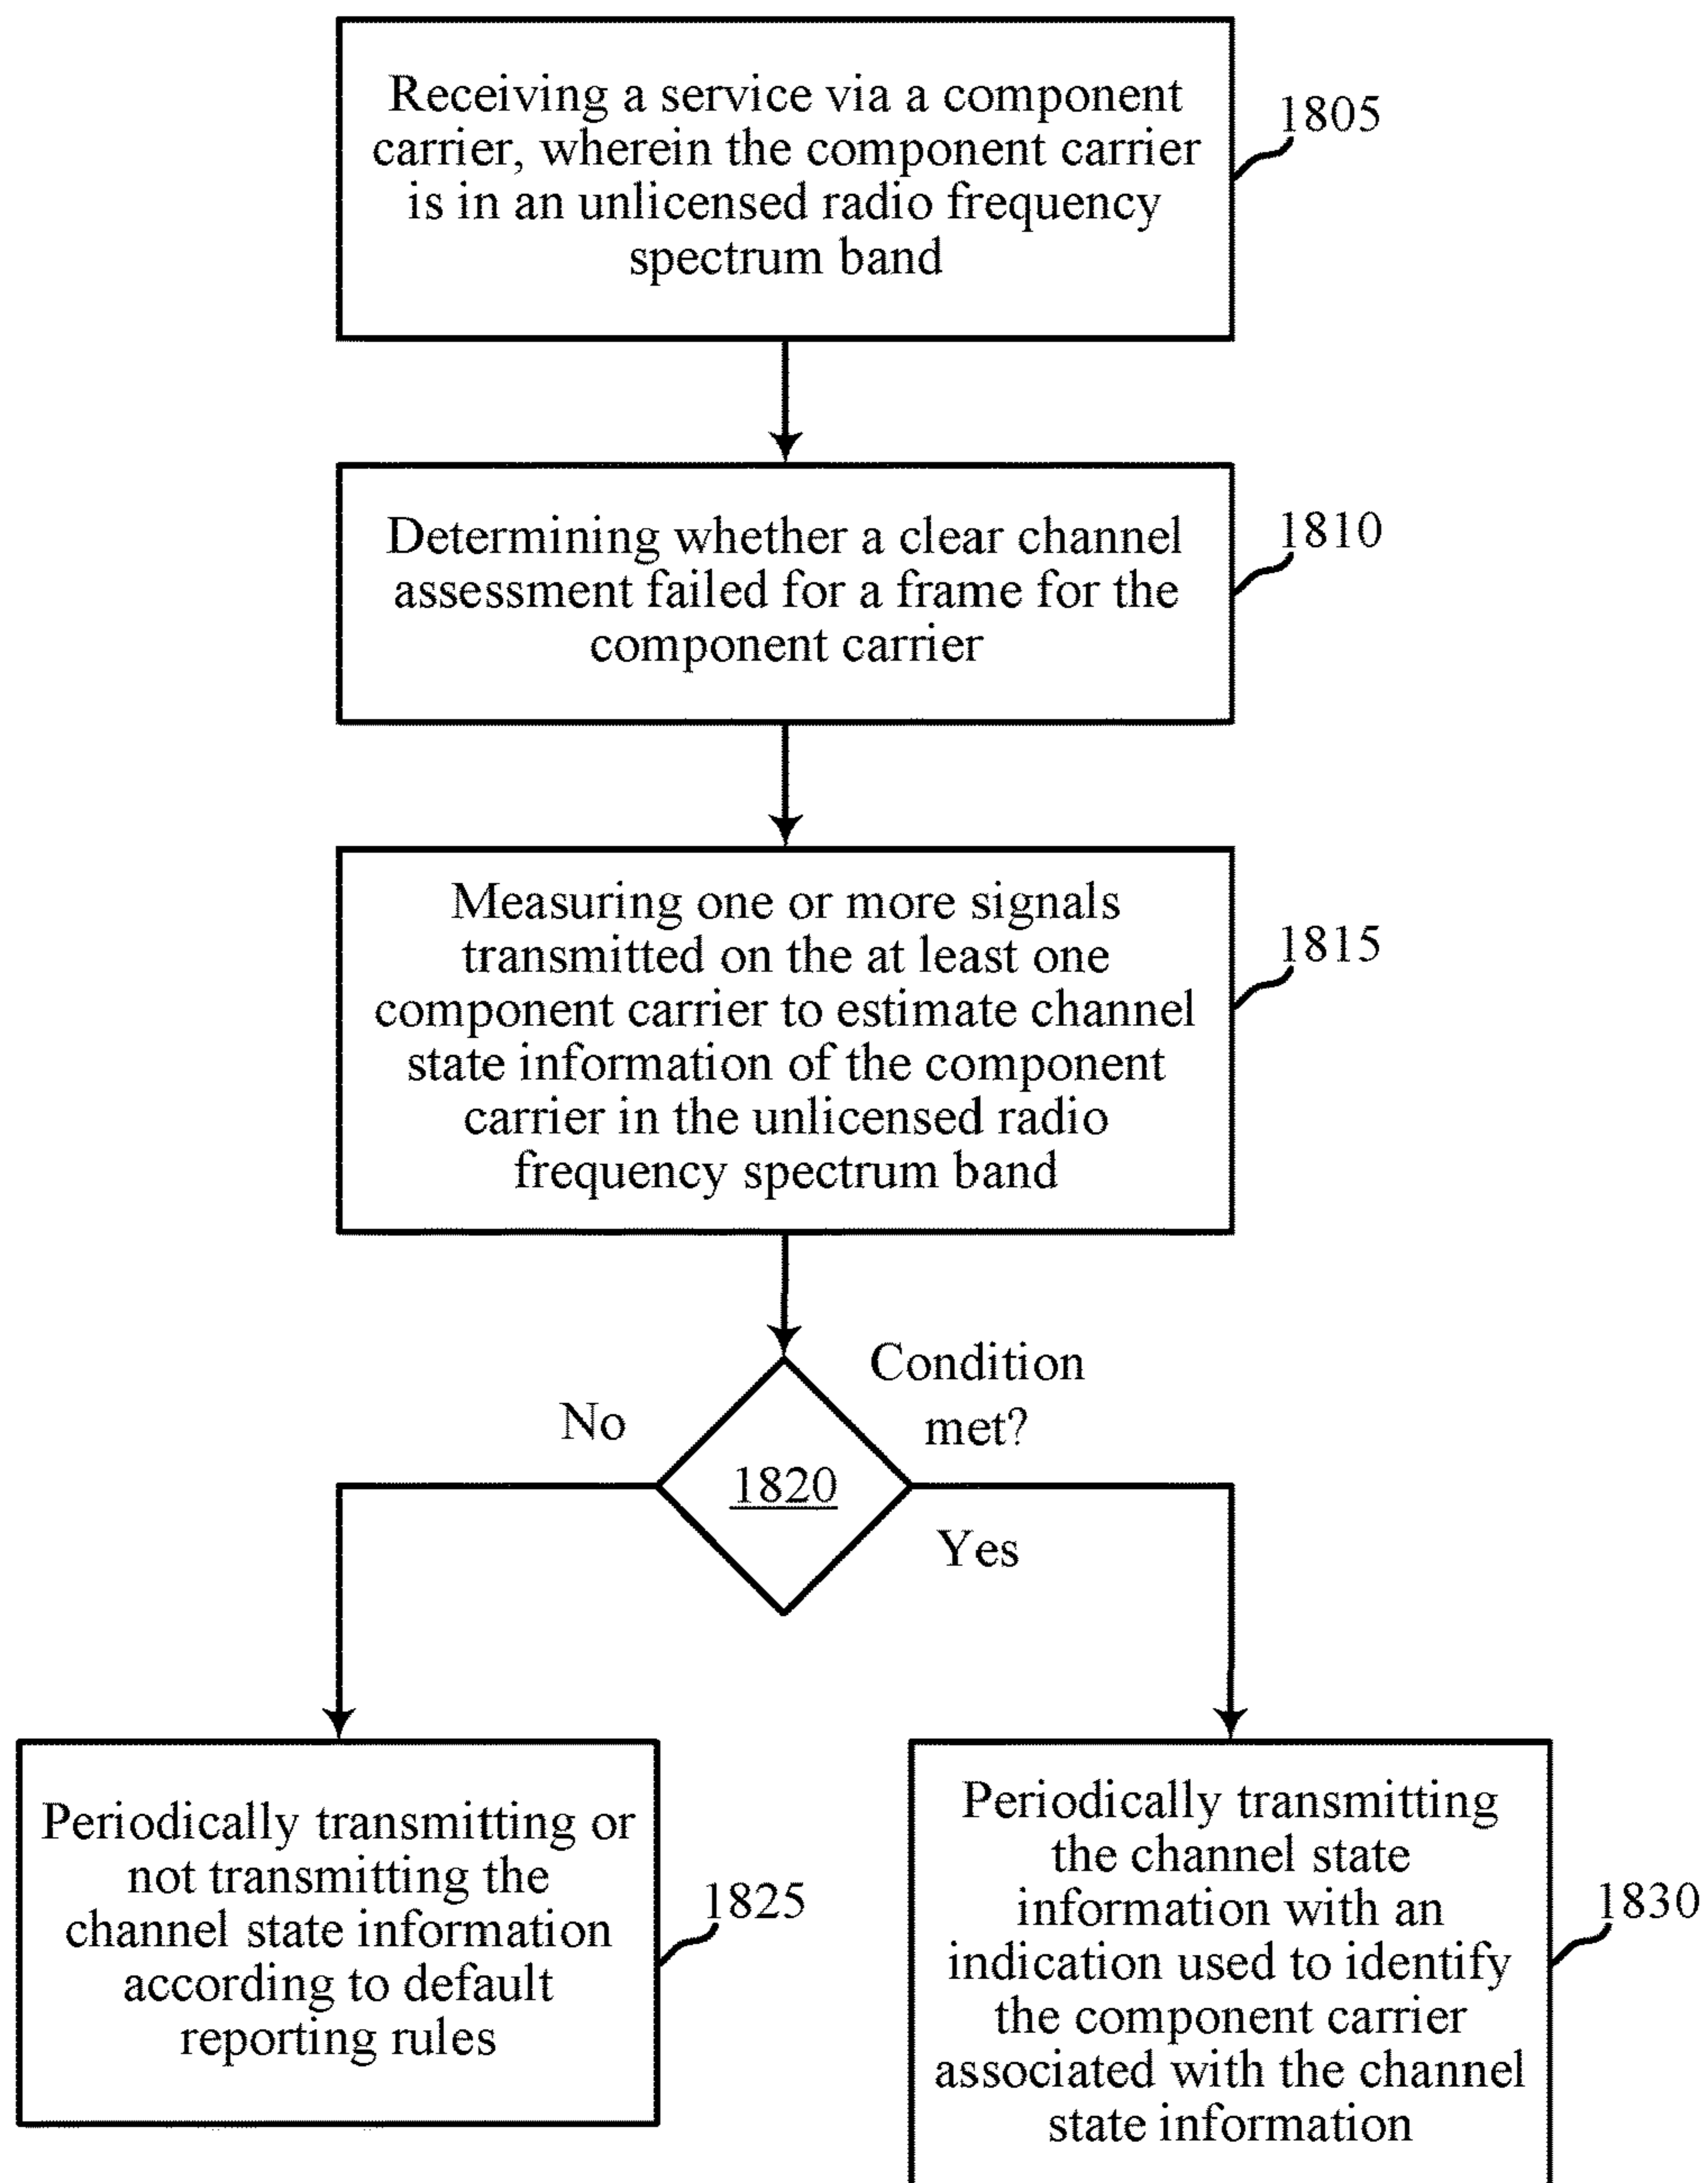 Receiving a service via a component
carrier, wherein the component carrier
is in an unlicensed radio frequency
spectrum band
1805
Determining whether a clear channel
assessment failed for a frame for the
component carrier
1810
Measuring one or more signals
transmitted on the at least one
component carrier to estimate channel
state information of the component
carrier in the unlicensed radio
frequency spectrum band
1815
Condition
met?
No
1820
Yes
Periodically transmitting or
not transmitting the
channel state information
according to default
reporting rules
1825
Periodically transmitting
the channel state
information with an
indication used to identify
the component carrier
associated with the channel
state information
1830